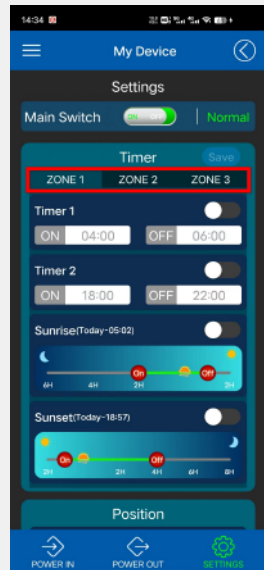 14:34
My Device
Settings
Main Switch ON OFF | Normal
Timer Save
ZONE 1 ZONE 2 ZONE 3
Timer 1
ON 04:00 OFF 06:00
Timer 2
ON 18:00 OFF 22:00
Sunrise(Today-05:02)
On Off
6H 4H 2H 2H
Sunset(Today-18:57)
On Off
2H 2H 4H 6H 8H
Position
POWER IN POWER OUT SETTINGS